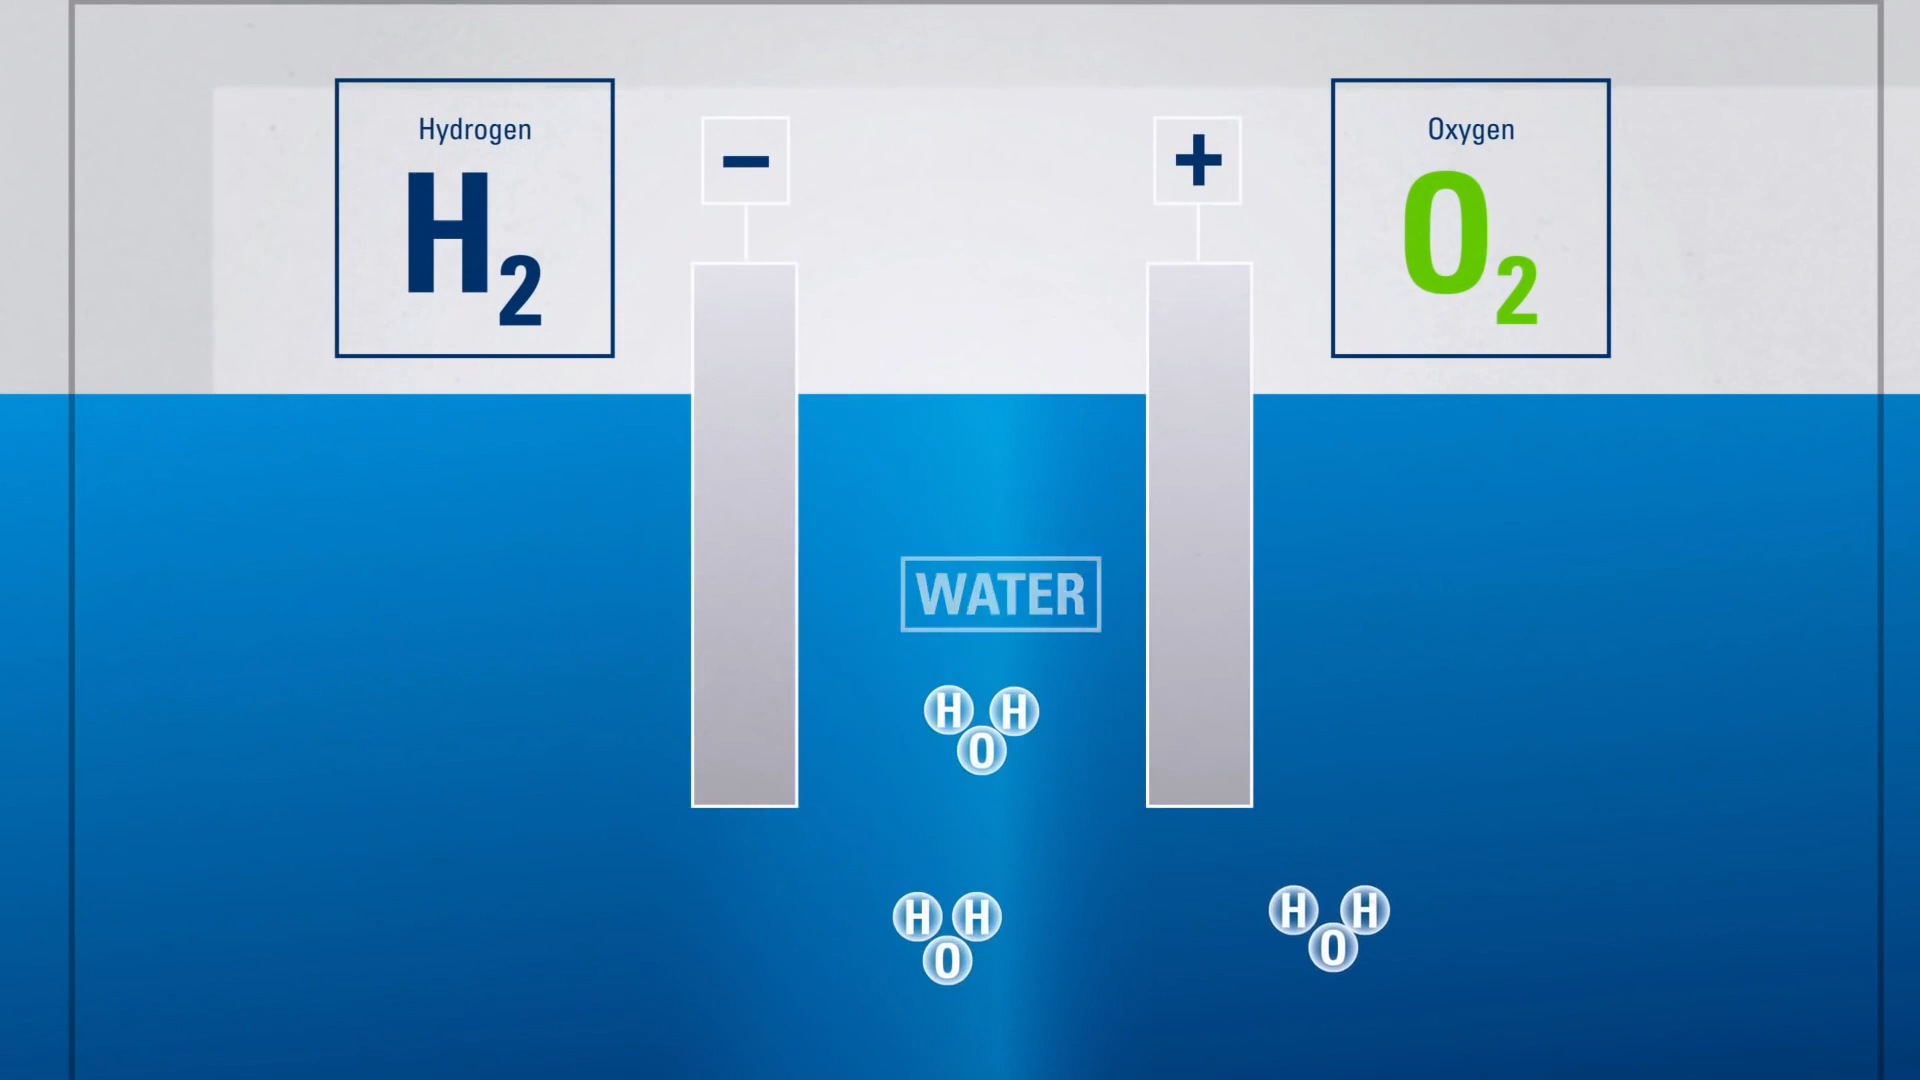 Hydrogen
H2
−
+
Oxygen
O2
WATER
H H
O
H H
O
H H
O